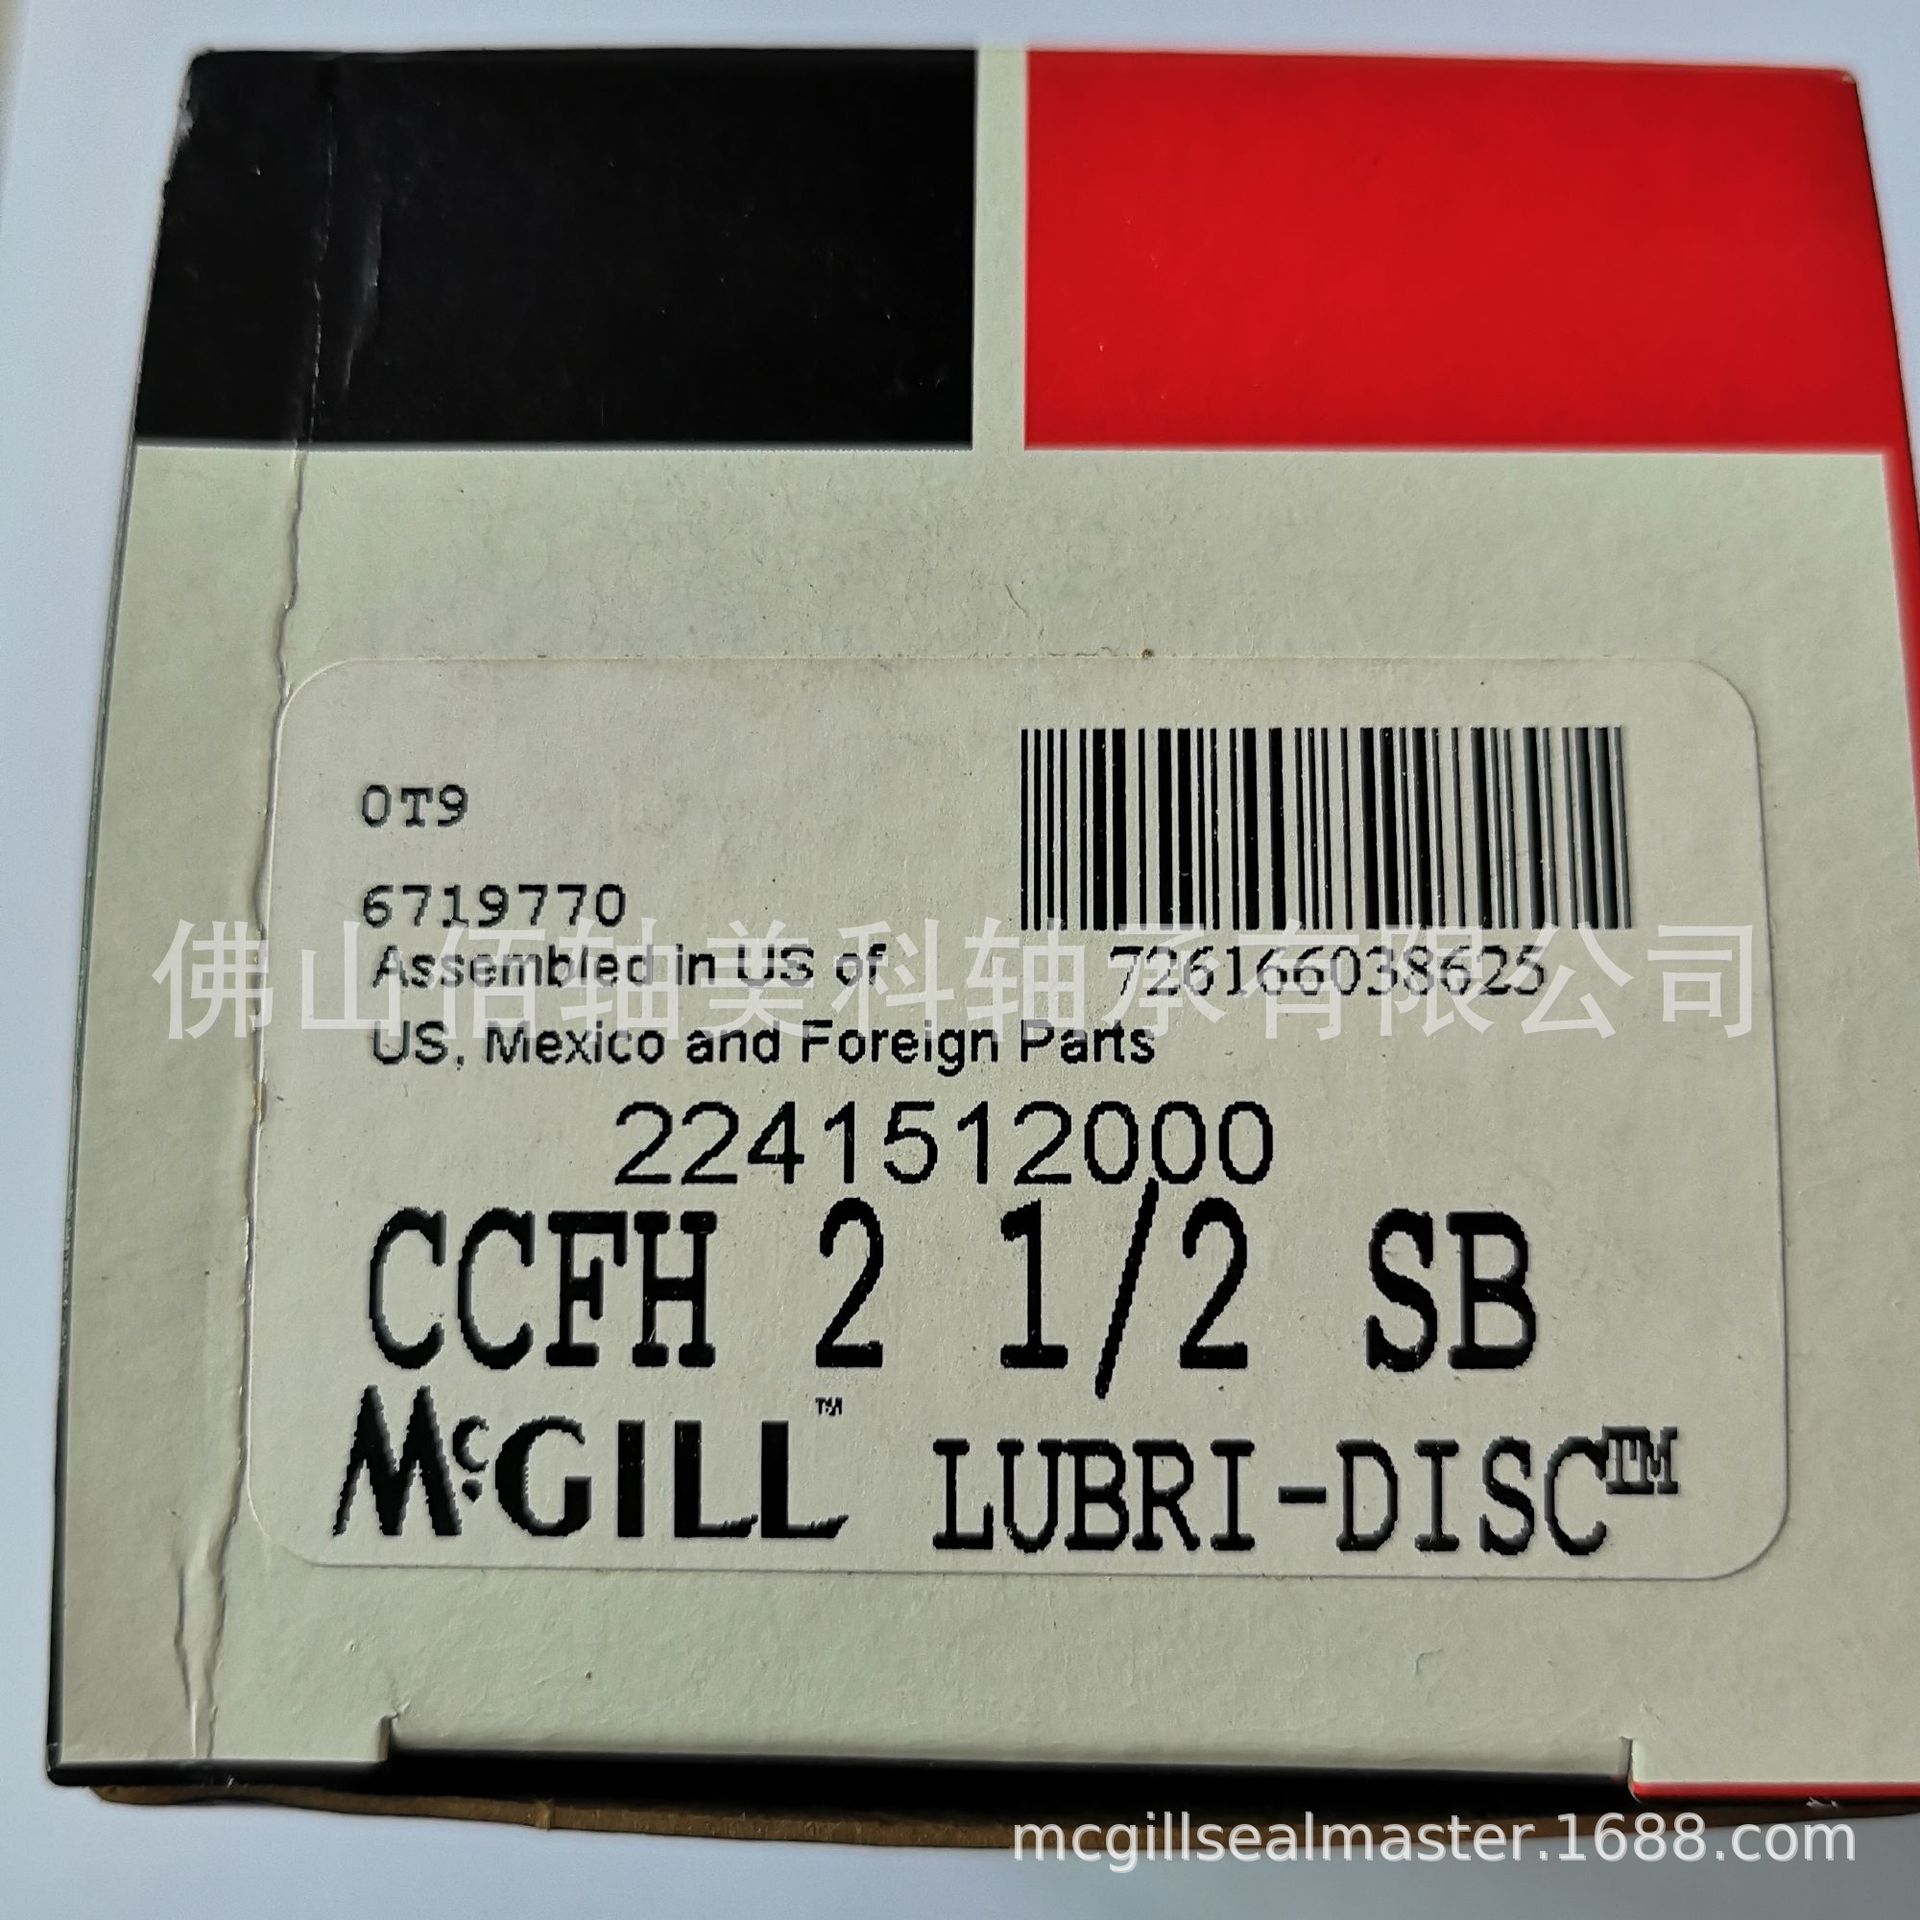 0T9
6719770
Assembled in US of
US, Mexico and Foreign Parts
726166038625
佛山佰轴美科轴承有限公司
2241512000
CCFH 2 1/2 SB
McGILL™ LUBRI-DISC™
mcgillsealmaster.1688.com